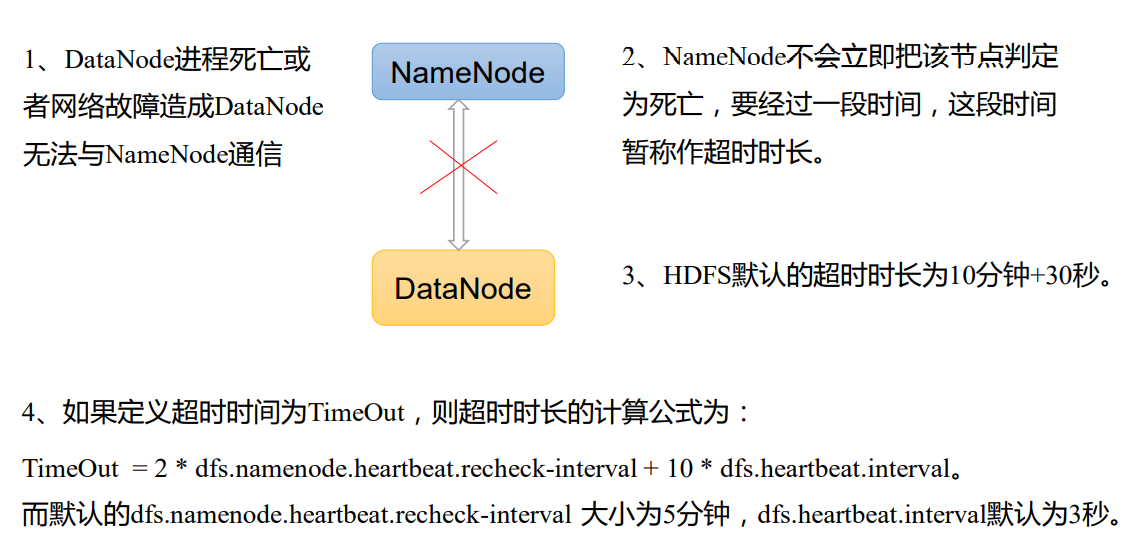 1、DataNode进程死亡或
者网络故障造成DataNode
无法与NameNode通信
NameNode
DataNode
2、NameNode不会立即把该节点判定
为死亡，要经过一段时间，这段时间
暂称作超时时长。
3、HDFS默认的超时时长为10分钟+30秒。
4、如果定义超时时间为TimeOut，则超时时长的计算公式为：
TimeOut = 2 * dfs.namenode.heartbeat.recheck-interval + 10 * dfs.heartbeat.interval。
而默认的dfs.namenode.heartbeat.recheck-interval 大小为5分钟，dfs.heartbeat.interval默认为3秒。